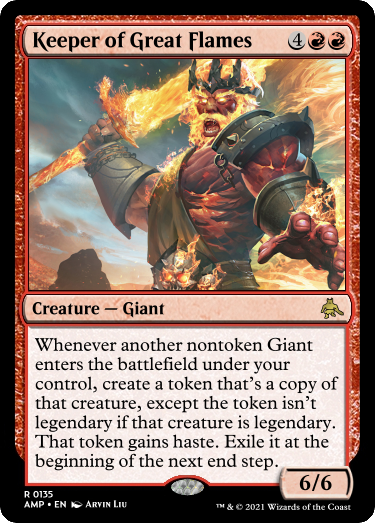 Keeper of Great Flames 4
Creature — Giant
Whenever another nontoken Giant
enters the battlefield under your
control, create a token that's a copy of
that creature, except the token isn't
legendary if that creature is legendary.
That token gains haste. Exile it at the
beginning of the next end step.
6/6
R 0135
AMP • EN Arvin Liu
™ & © 2021 Wizards of the Coast